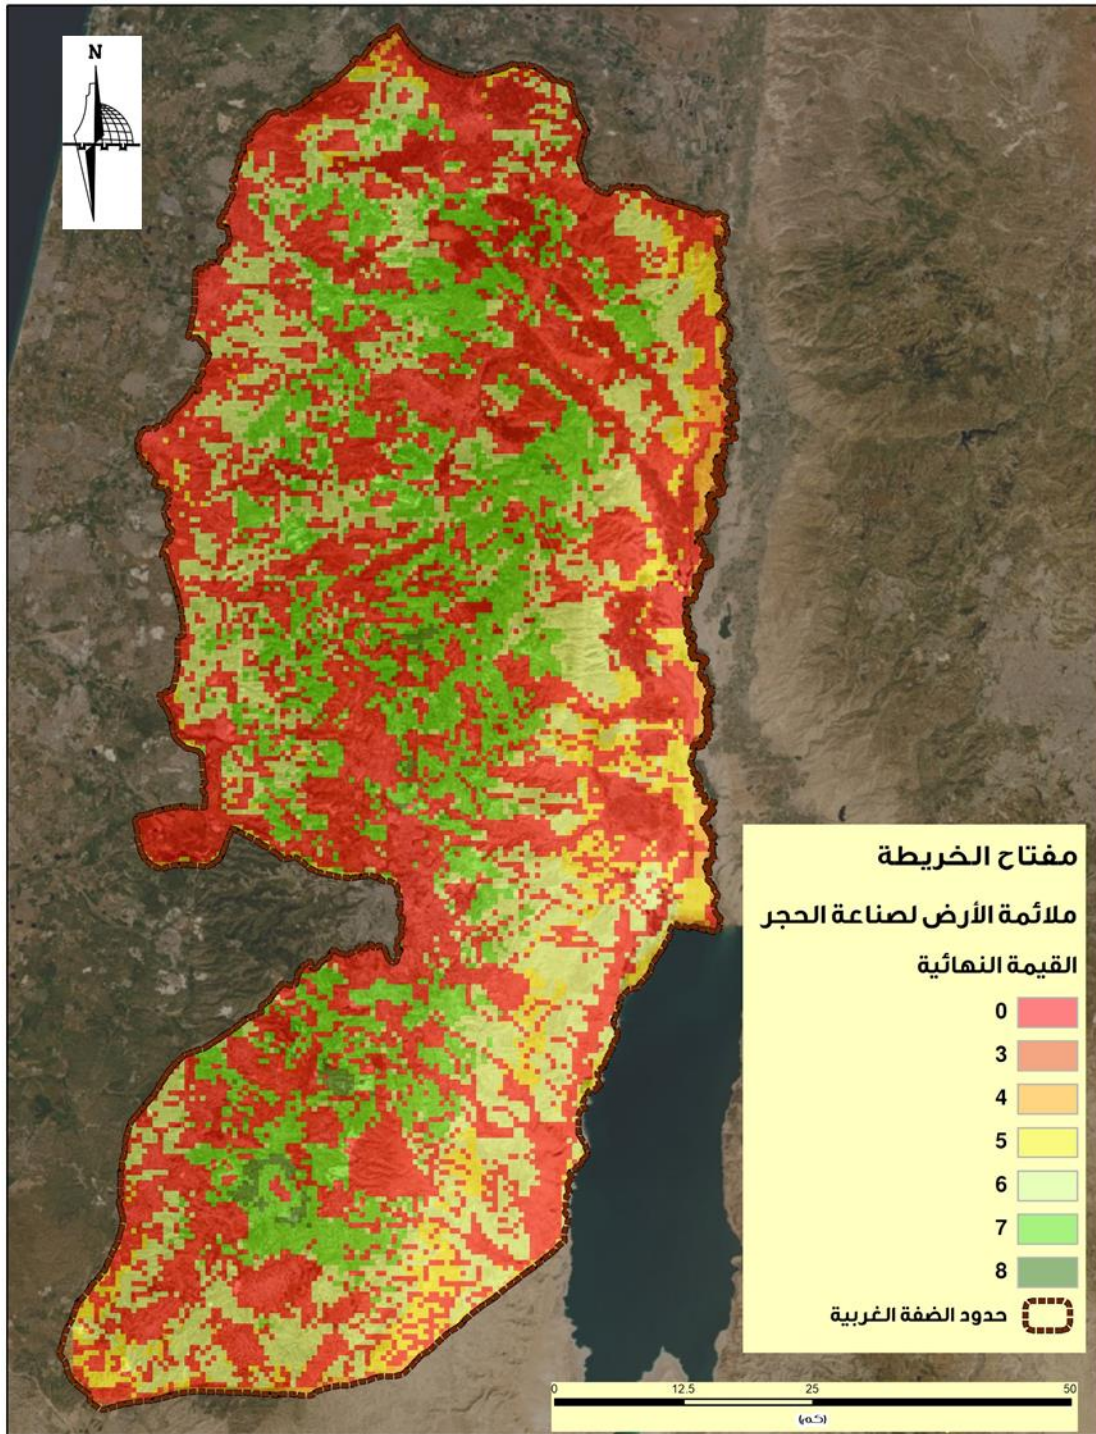 N
مفتاح الخريطة
ملائمة الأرض لصناعة الحجر
القيمة النهائية
0
3
4
5
6
7
8
حدود الضفة الغربية
0 12.5 25 50
(كم)